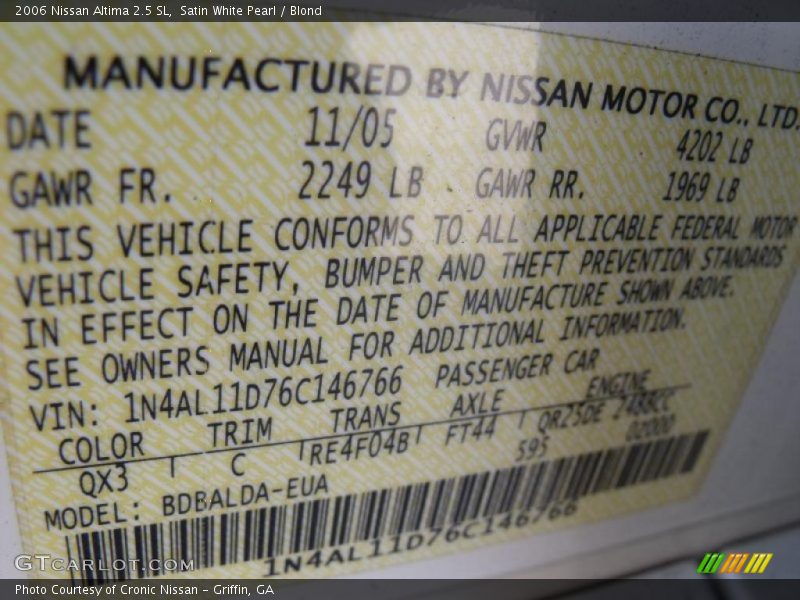 2006 Nissan Altima 2.5 SL, Satin White Pearl / Blond
MANUFACTURED BY NISSAN MOTOR CO., LTD.
DATE 11/05 GVWR 4202 LB
GAWR FR. 2249 LB GAWR RR. 1969 LB
THIS VEHICLE CONFORMS TO ALL APPLICABLE FEDERAL MOTOR
VEHICLE SAFETY, BUMPER AND THEFT PREVENTION STANDARDS
IN EFFECT ON THE DATE OF MANUFACTURE SHOWN ABOVE.
SEE OWNERS MANUAL FOR ADDITIONAL INFORMATION.
VIN: 1N4AL11D76C146766 PASSENGER CAR
COLOR TRIM TRANS AXLE ENGINE
QX3 C RE4F04B FT44 QR25DE 2488CC
595 02000
MODEL: BDBALDA-EUA
1N4AL11D76C146766
GTCARLOT.COM
Photo Courtesy of Cronic Nissan - Griffin, GA